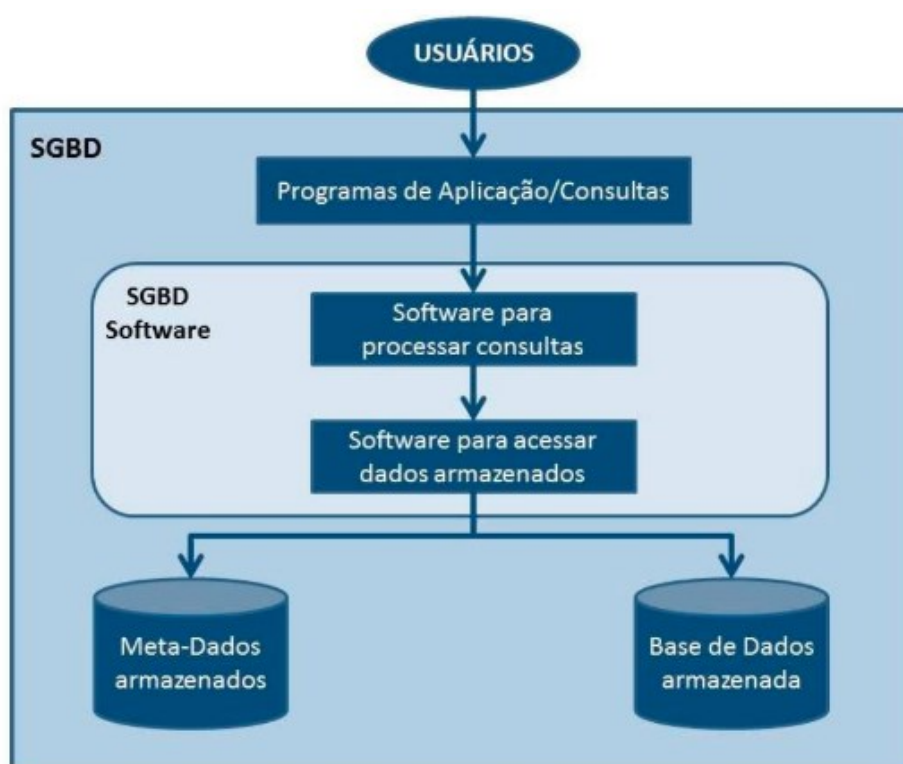 USUÁRIOS
SGBD
Programas de Aplicação/Consultas
SGBD
Software
Software para
processar consultas
Software para acessar
dados armazenados
Meta-Dados
armazenados
Base de Dados
armazenada